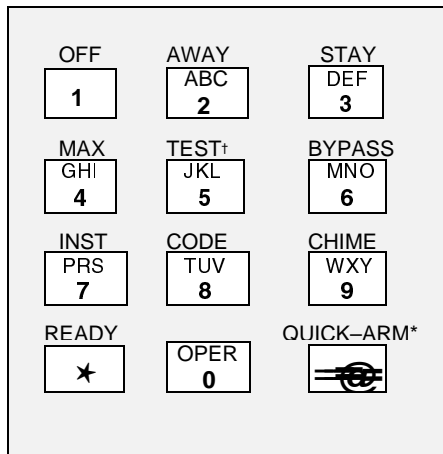 OFF AWAY STAY
ABC DEF
1 2 3
MAX TEST† BYPASS
GHI JKL MNO
4 5 6
INST CODE CHIME
PRS TUV WXY
7 8 9
READY QUICK–ARM*
OPER
★ 0 @